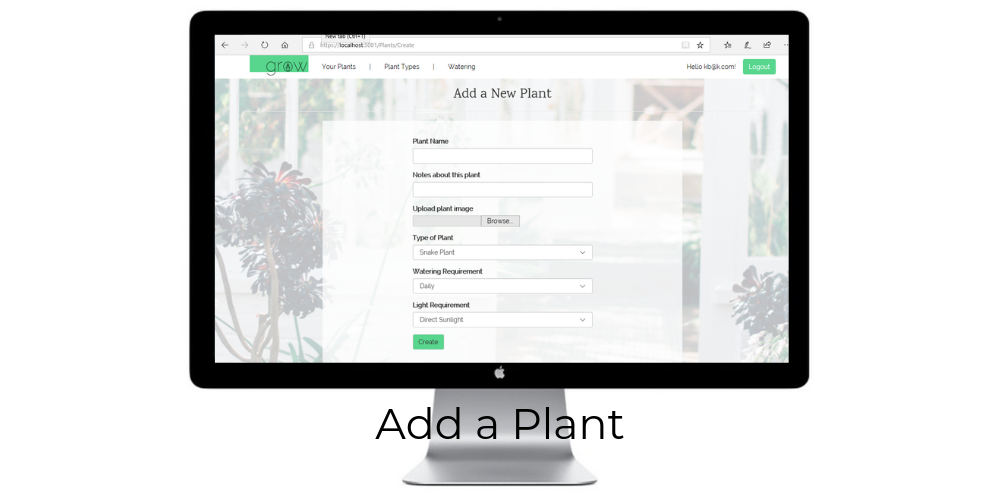 New tab (Ctrl+T)
https://localhost:5001/Plants/Create
grow
Your Plants | Plant Types | Watering
Hello kb@k.com!
Logout
Add a New Plant
Plant Name
Notes about this plant
Upload plant image
Browse...
Type of Plant
Snake Plant
Watering Requirement
Daily
Light Requirement
Direct Sunlight
Create
Add a Plant